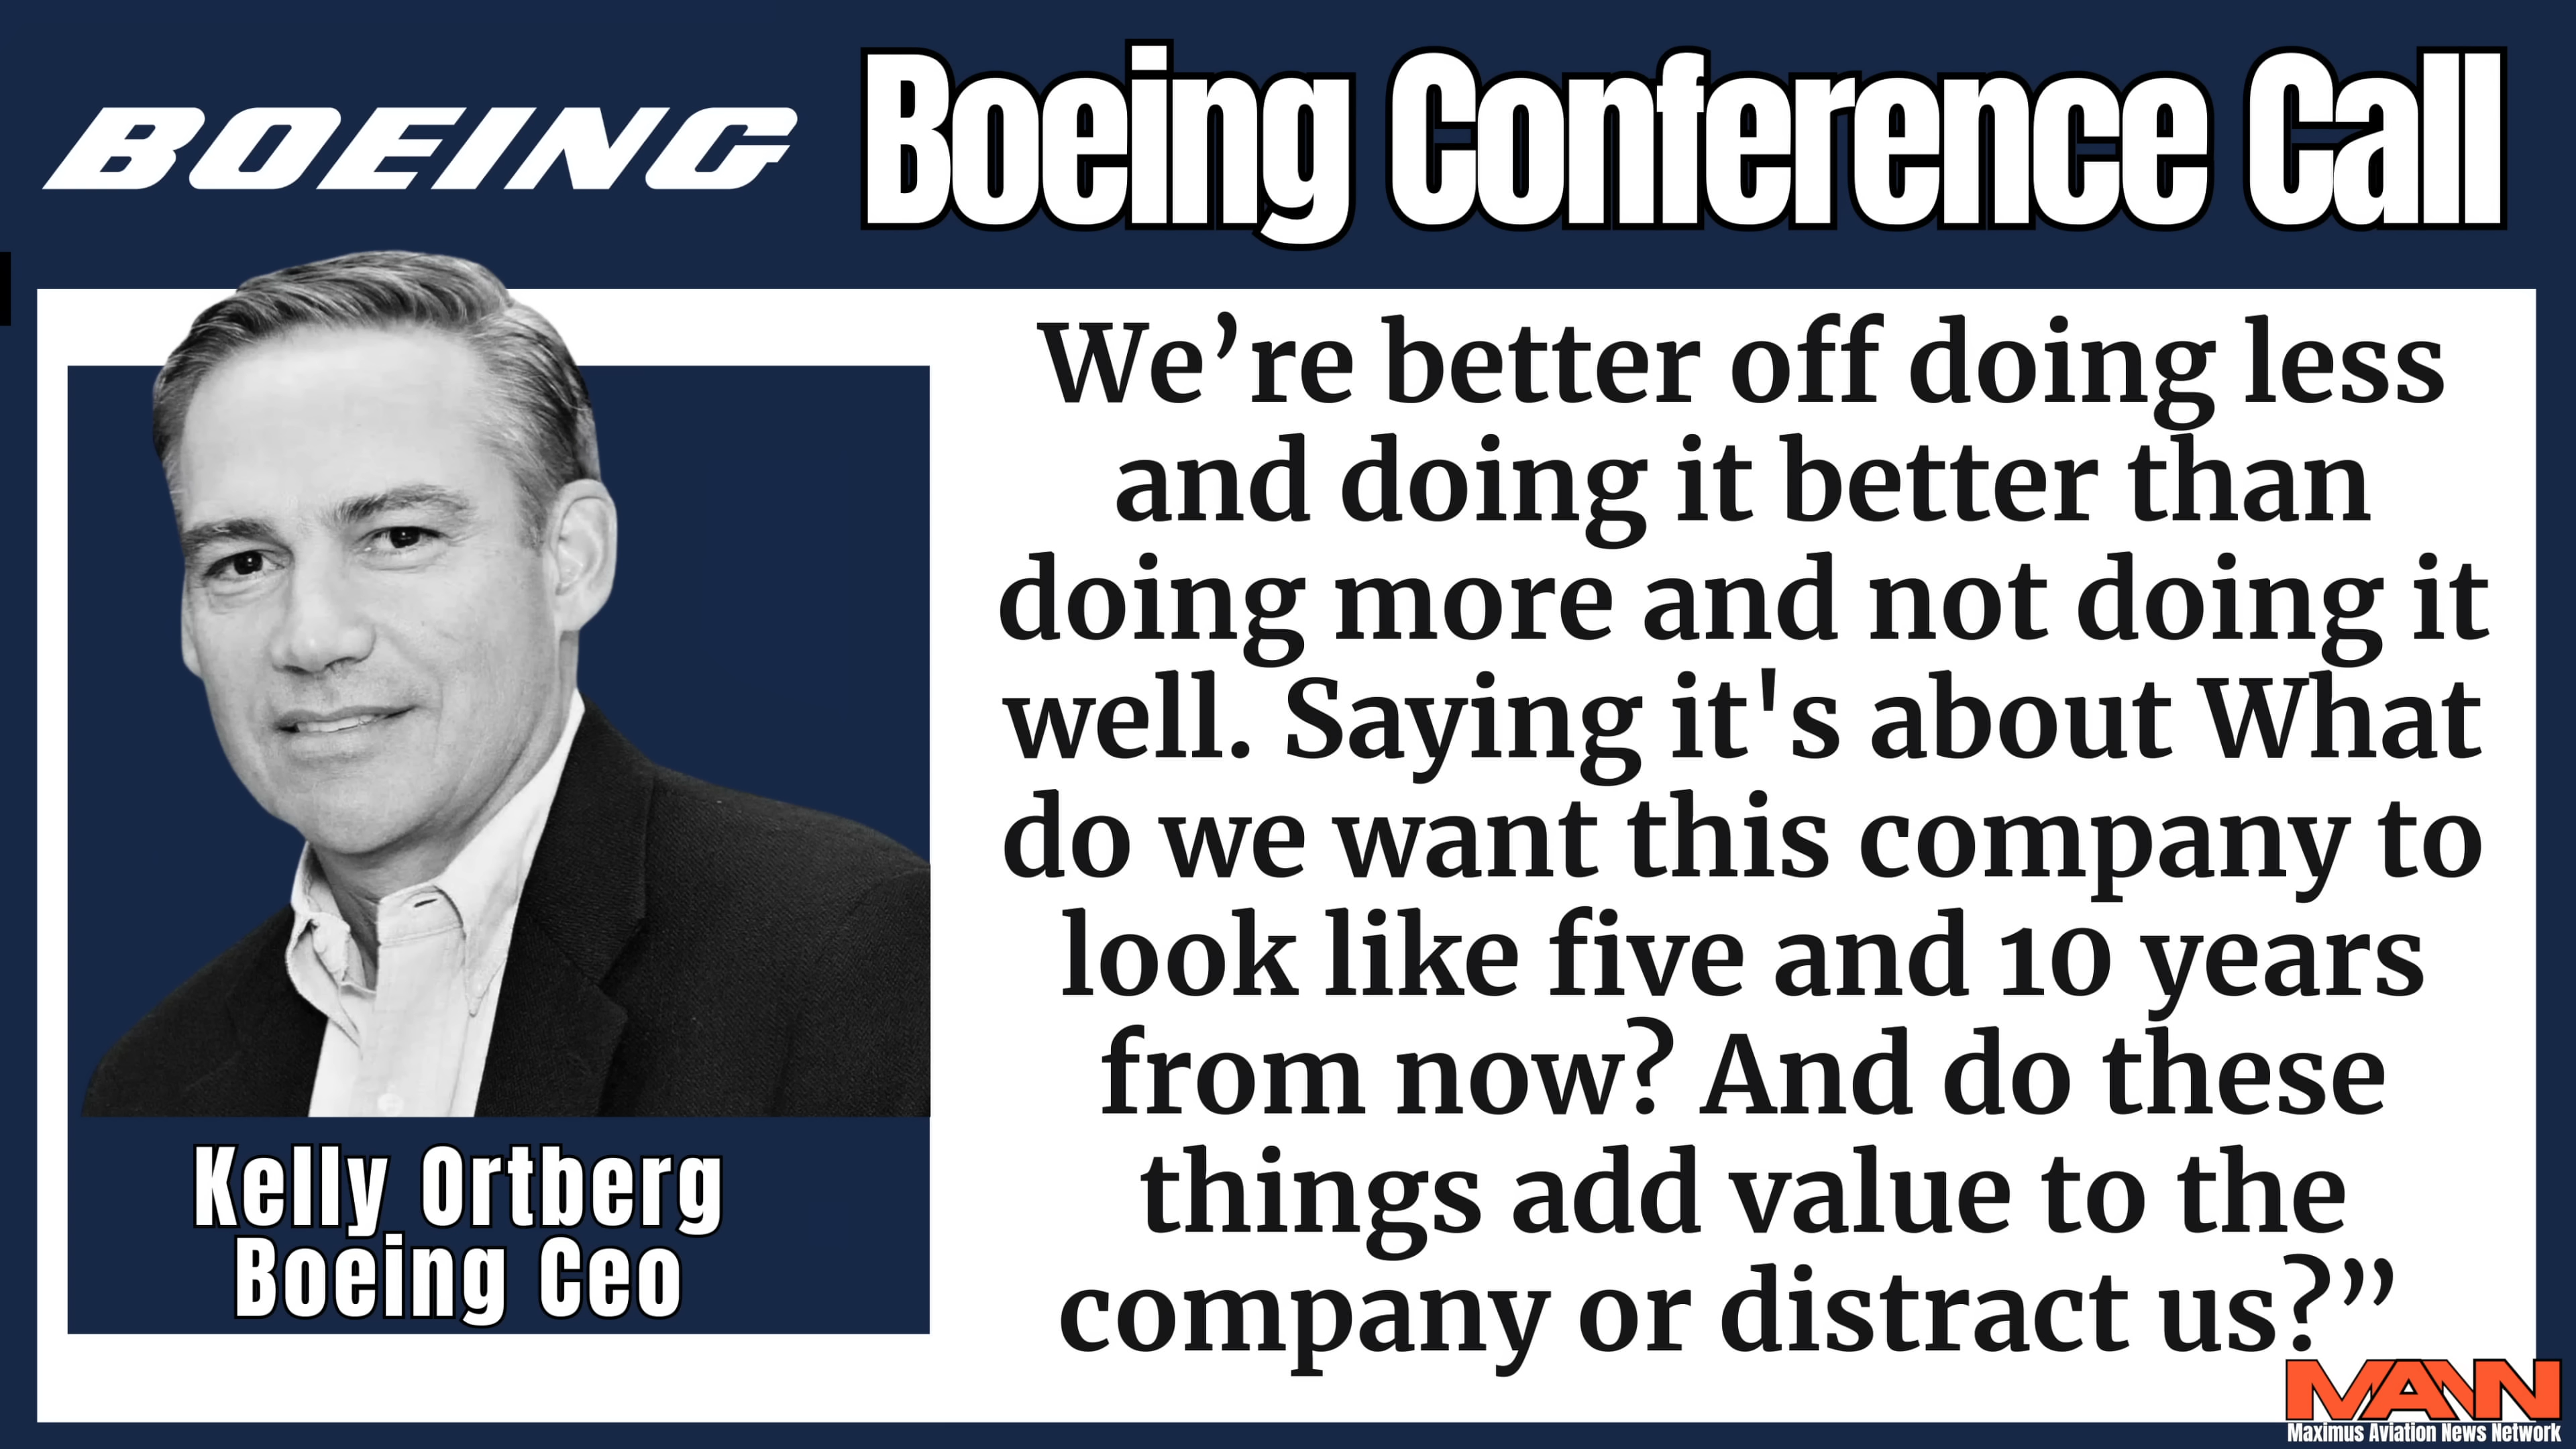 BOEING
Boeing Conference Call
We’re better off doing less
and doing it better than
doing more and not doing it
well. Saying it's about What
do we want this company to
look like five and 10 years
from now? And do these
things add value to the
company or distract us?”
Kelly Ortberg
Boeing Ceo
MANN
Maximus Aviation News Network